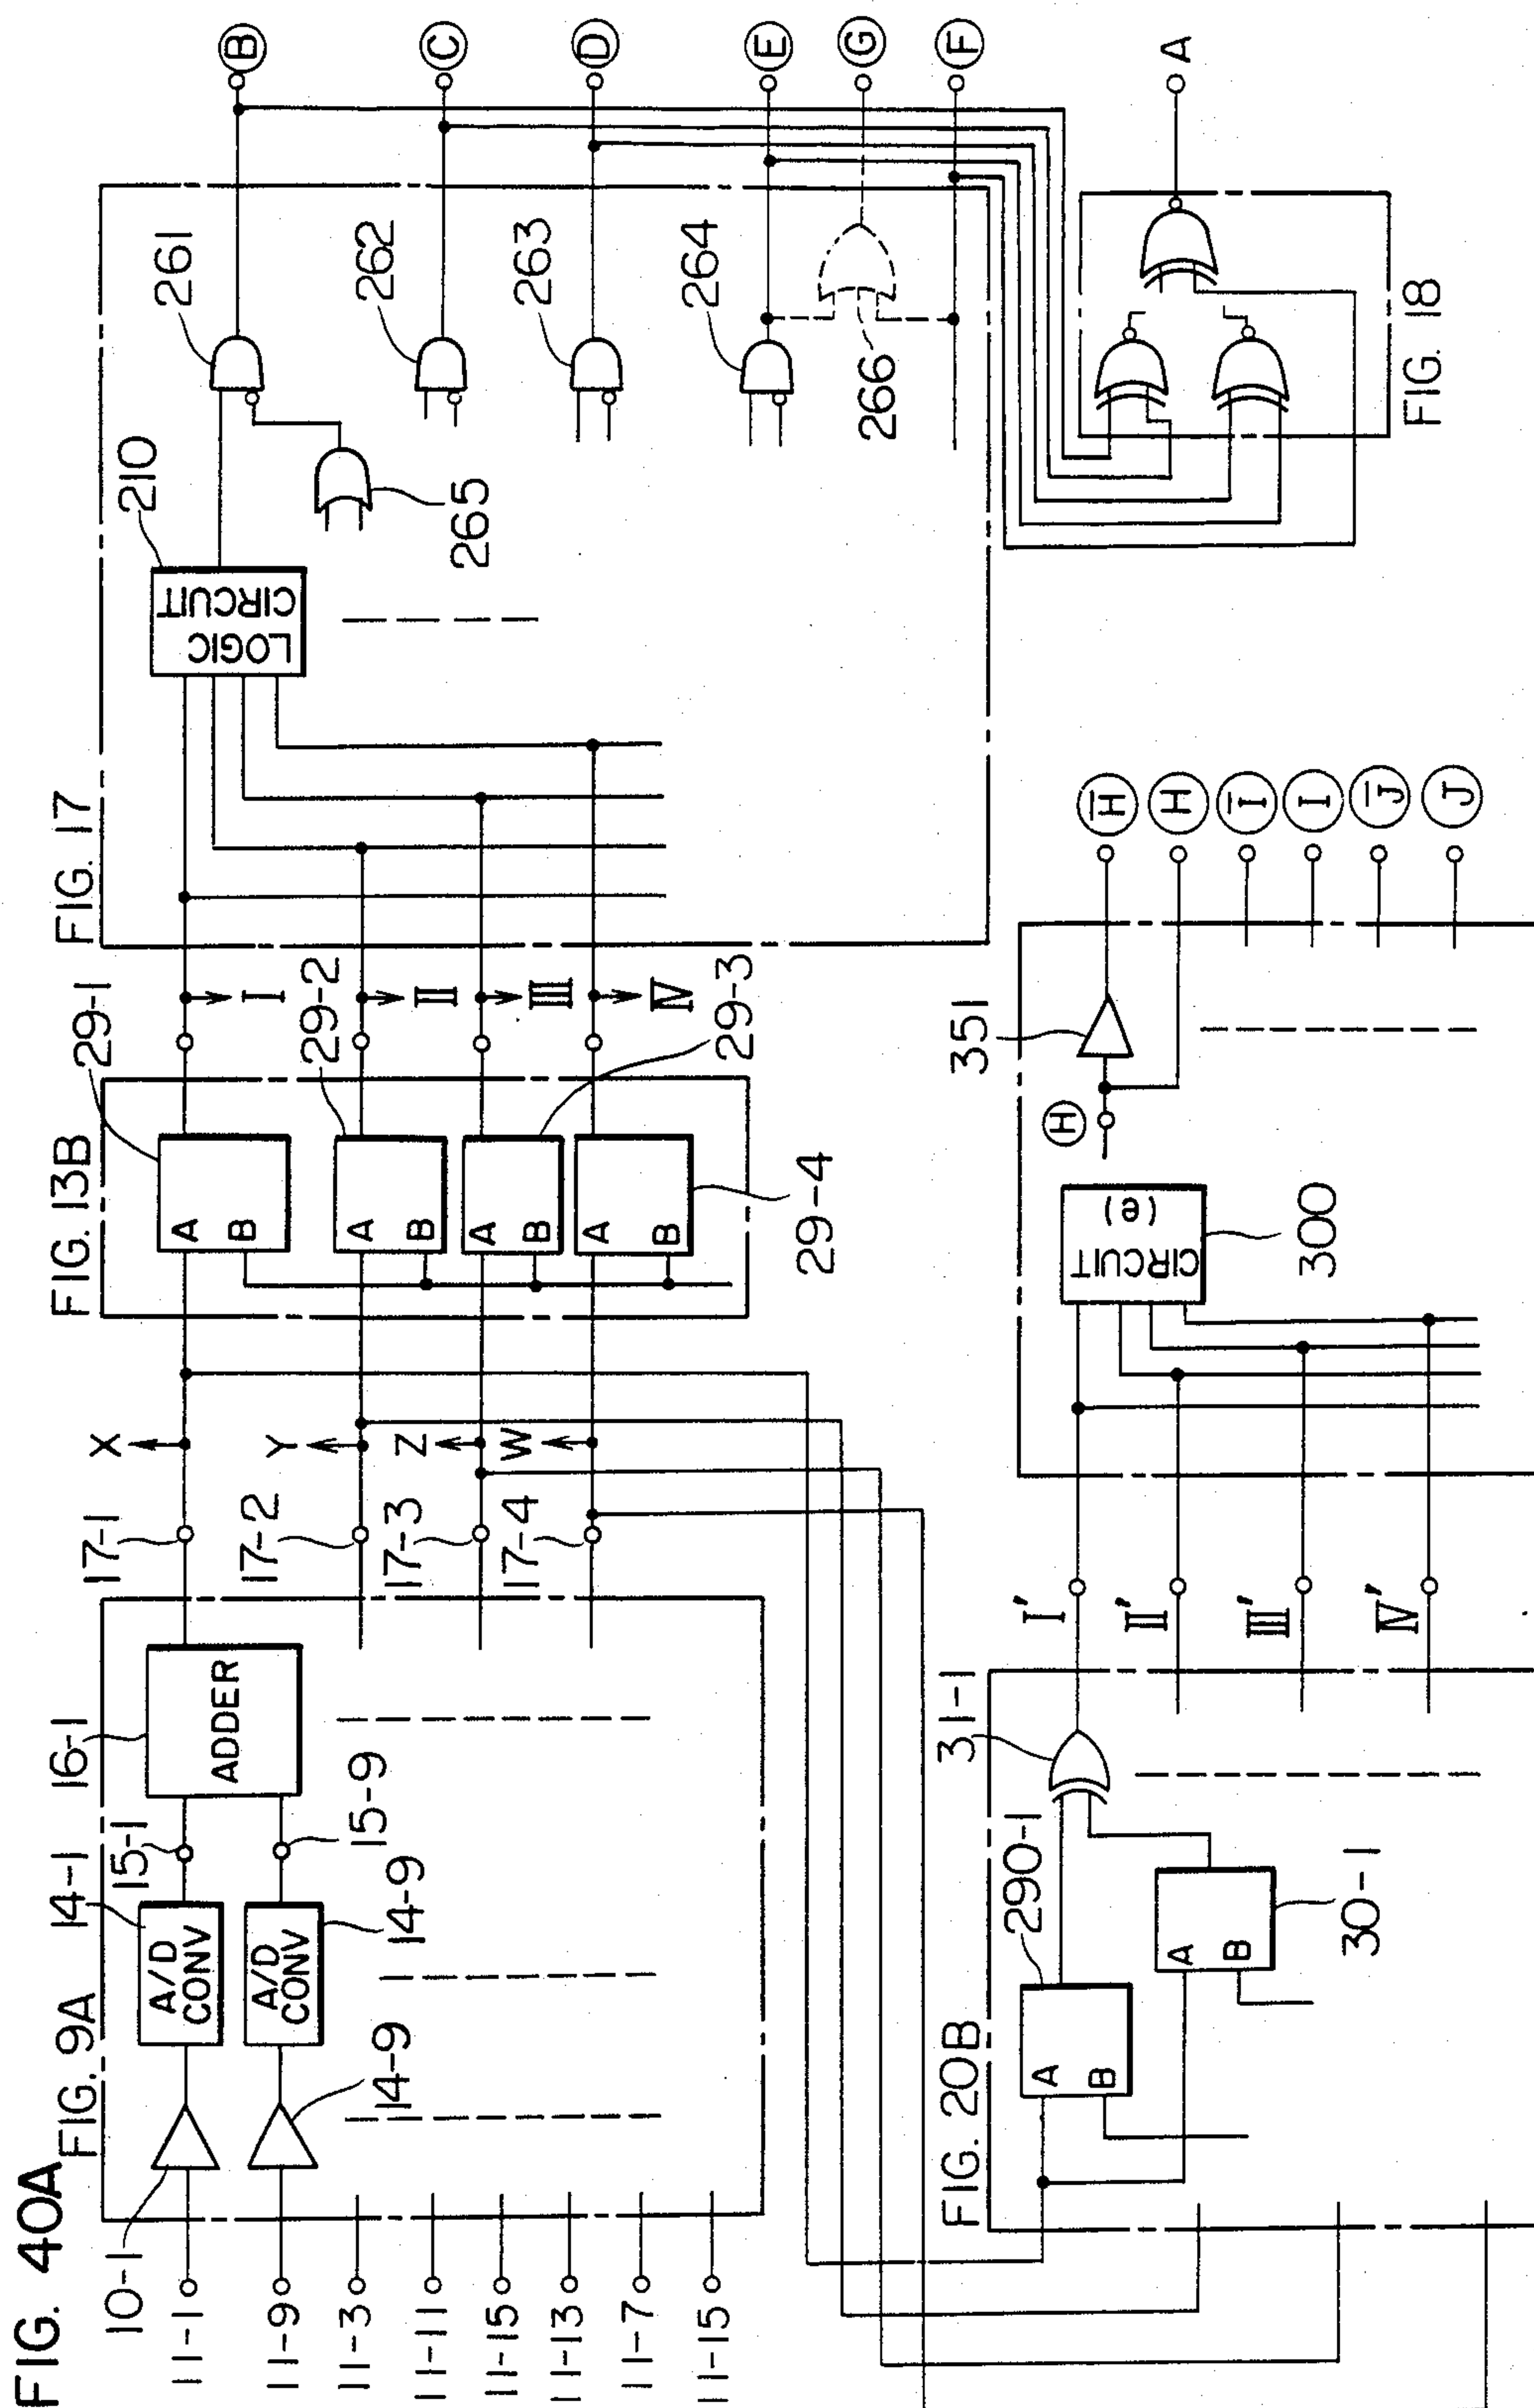 FIG. 40A
FIG. 9A
10-1
11-1
11-9
11-3
11-11
11-15
11-13
11-7
11-15
14-9
14-1
A/D
CONV
A/D
CONV
14-9
15-1
15-9
16-1
ADDER
17-1
17-2
17-3
17-4
X
Y
Z
W
FIG. 13B
29-1
A
B
29-2
A
B
A
B
29-3
A
B
29-4
I
II
III
IV
FIG. 17
210
LOGIC
CIRCUIT
261
262
263
264
265
266
B
C
D
E
G
F
A
FIG. 18
FIG. 20B
290-1
A
B
A
B
30-1
31-1
I'
II'
III'
IV'
CIRCUIT
(e)
300
H
351
H̅
H
I̅
I
J̅
J